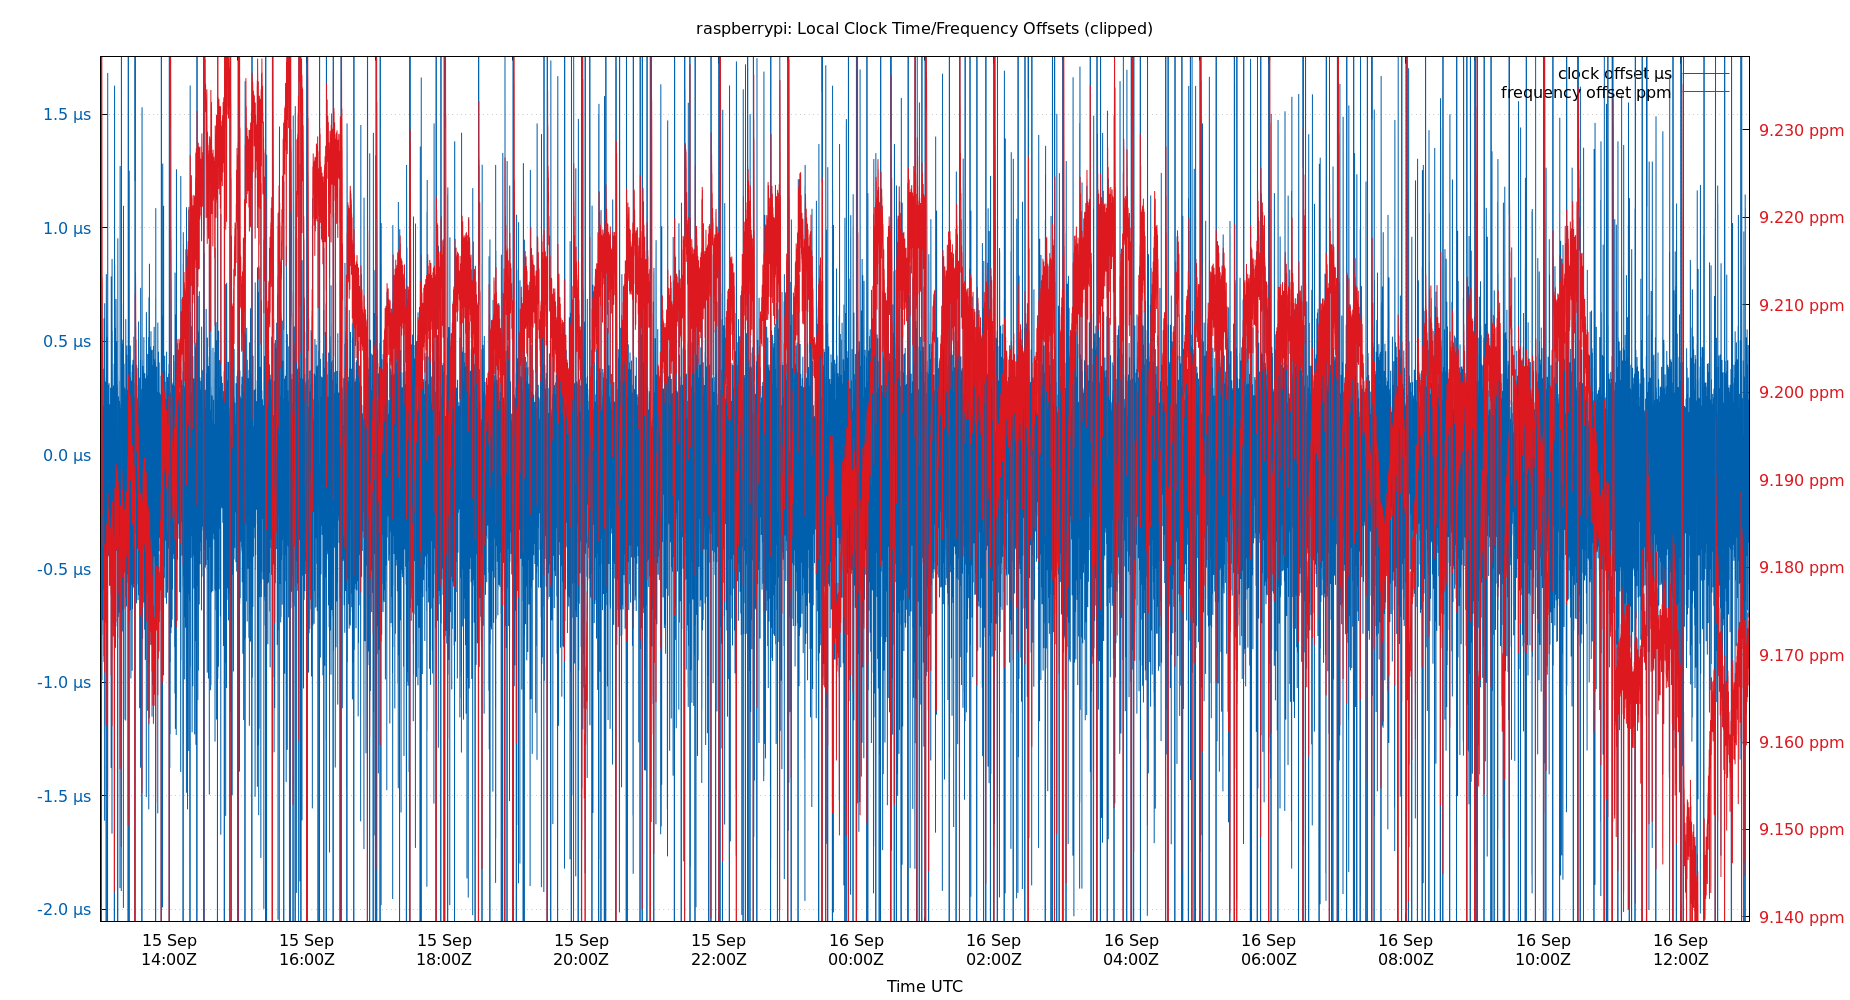 raspberrypi: Local Clock Time/Frequency Offsets (clipped)
clock offset µs
frequency offset ppm
1.5 µs
1.0 µs
0.5 µs
0.0 µs
-0.5 µs
-1.0 µs
-1.5 µs
-2.0 µs
9.230 ppm
9.220 ppm
9.210 ppm
9.200 ppm
9.190 ppm
9.180 ppm
9.170 ppm
9.160 ppm
9.150 ppm
9.140 ppm
15 Sep 15 Sep 15 Sep 15 Sep 15 Sep 16 Sep 16 Sep 16 Sep 16 Sep 16 Sep 16 Sep 16 Sep
14:00Z 16:00Z 18:00Z 20:00Z 22:00Z 00:00Z 02:00Z 04:00Z 06:00Z 08:00Z 10:00Z 12:00Z
Time UTC